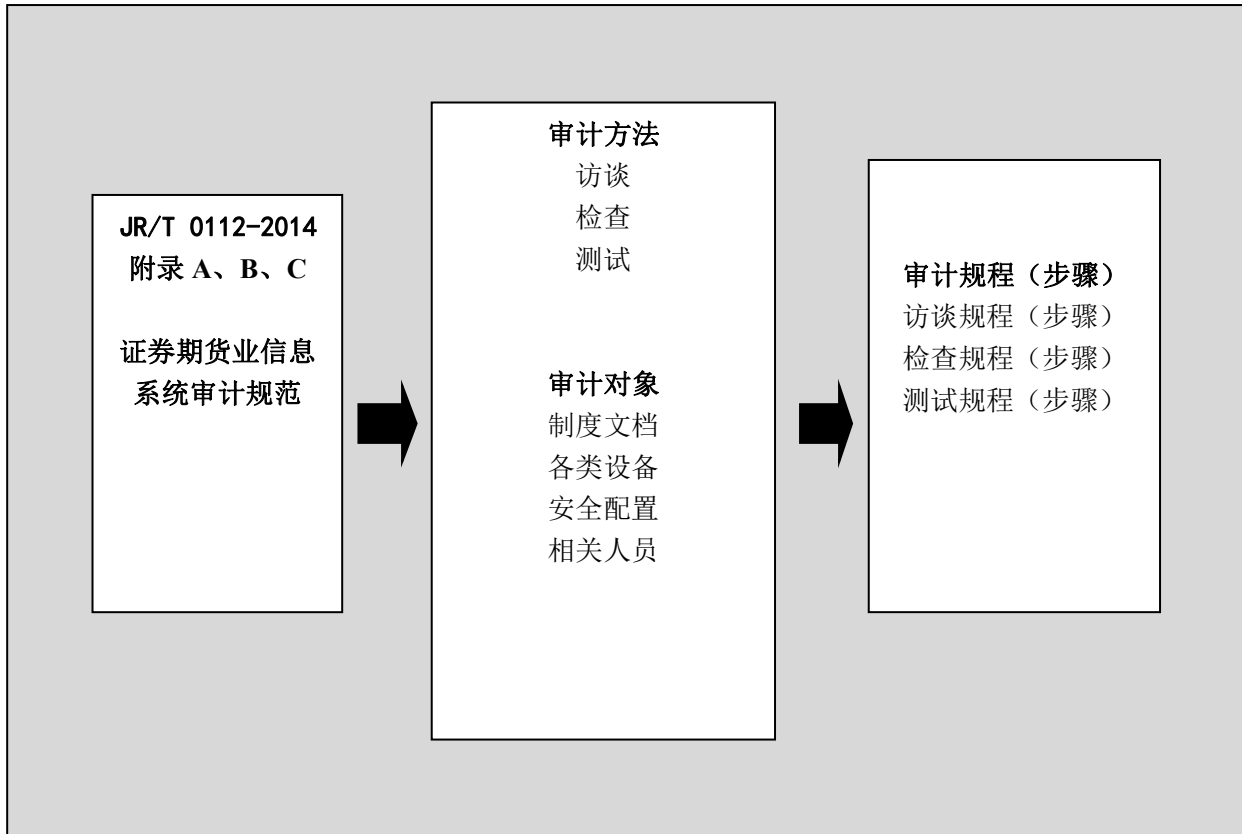 JR/T 0112-2014
附录 A、B、C
证券期货业信息
系统审计规范
审计方法
访谈
检查
测试
审计对象
制度文档
各类设备
安全配置
相关人员
审计规程（步骤）
访谈规程（步骤）
检查规程（步骤）
测试规程（步骤）